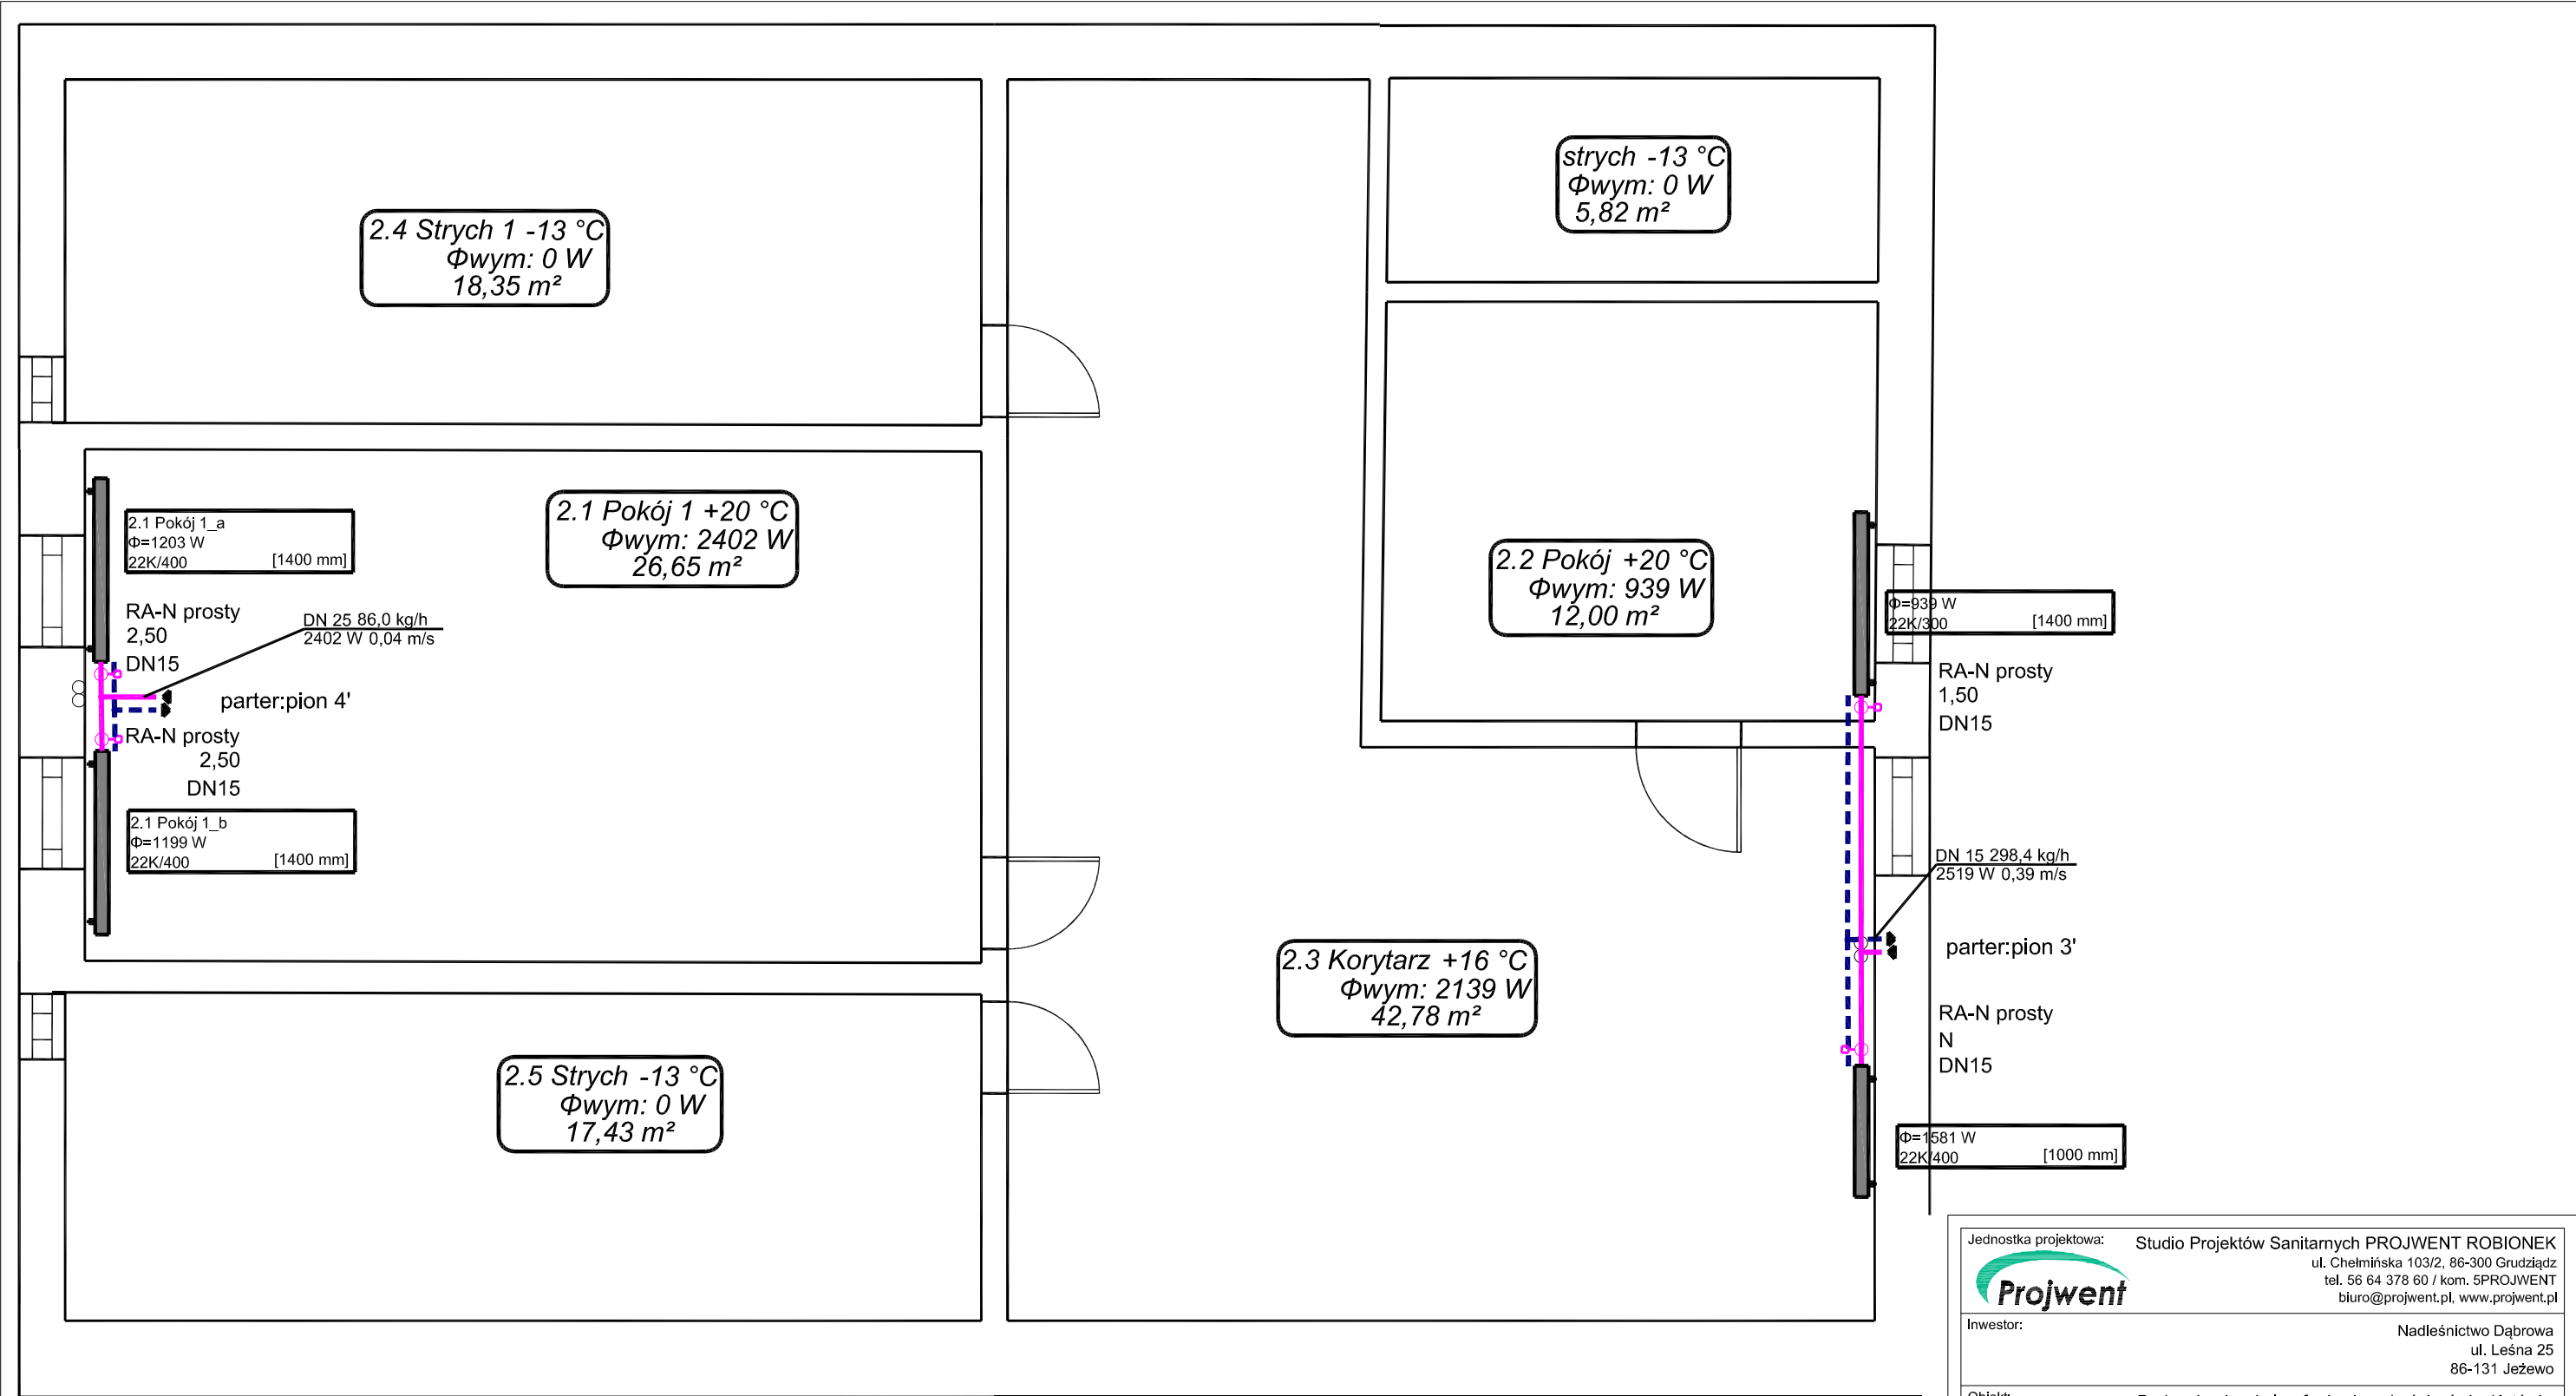 strych -13 °C
Φwym: 0 W
5,82 m²
2.4 Strych 1 -13 °C
Φwym: 0 W
18,35 m²
2.1 Pokój 1_a
Φ=1203 W
22K/400 [1400 mm]
2.1 Pokój 1 +20 °C
Φwym: 2402 W
26,65 m²
2.2 Pokój +20 °C
Φwym: 939 W
12,00 m²
Φ=939 W
22K/300 [1400 mm]
RA-N prosty
2,50
DN15
DN 25 86,0 kg/h
2402 W 0,04 m/s
parter:pion 4'
RA-N prosty
2,50
DN15
RA-N prosty
1,50
DN15
2.1 Pokój 1_b
Φ=1199 W
22K/400 [1400 mm]
DN 15 298,4 kg/h
2519 W 0,39 m/s
parter:pion 3'
2.3 Korytarz +16 °C
Φwym: 2139 W
42,78 m²
RA-N prosty
N
DN15
2.5 Strych -13 °C
Φwym: 0 W
17,43 m²
Φ=1581 W
22K/400 [1000 mm]
Jednostka projektowa:
Projwent
Studio Projektów Sanitarnych PROJWENT ROBIONEK
ul. Chełmińska 103/2, 86-300 Grudziądz
tel. 56 64 378 60 / kom. 5PROJWENT
biuro@projwent.pl, www.projwent.pl
Inwestor:
Nadleśnictwo Dąbrowa
ul. Leśna 25
86-131 Jeżewo